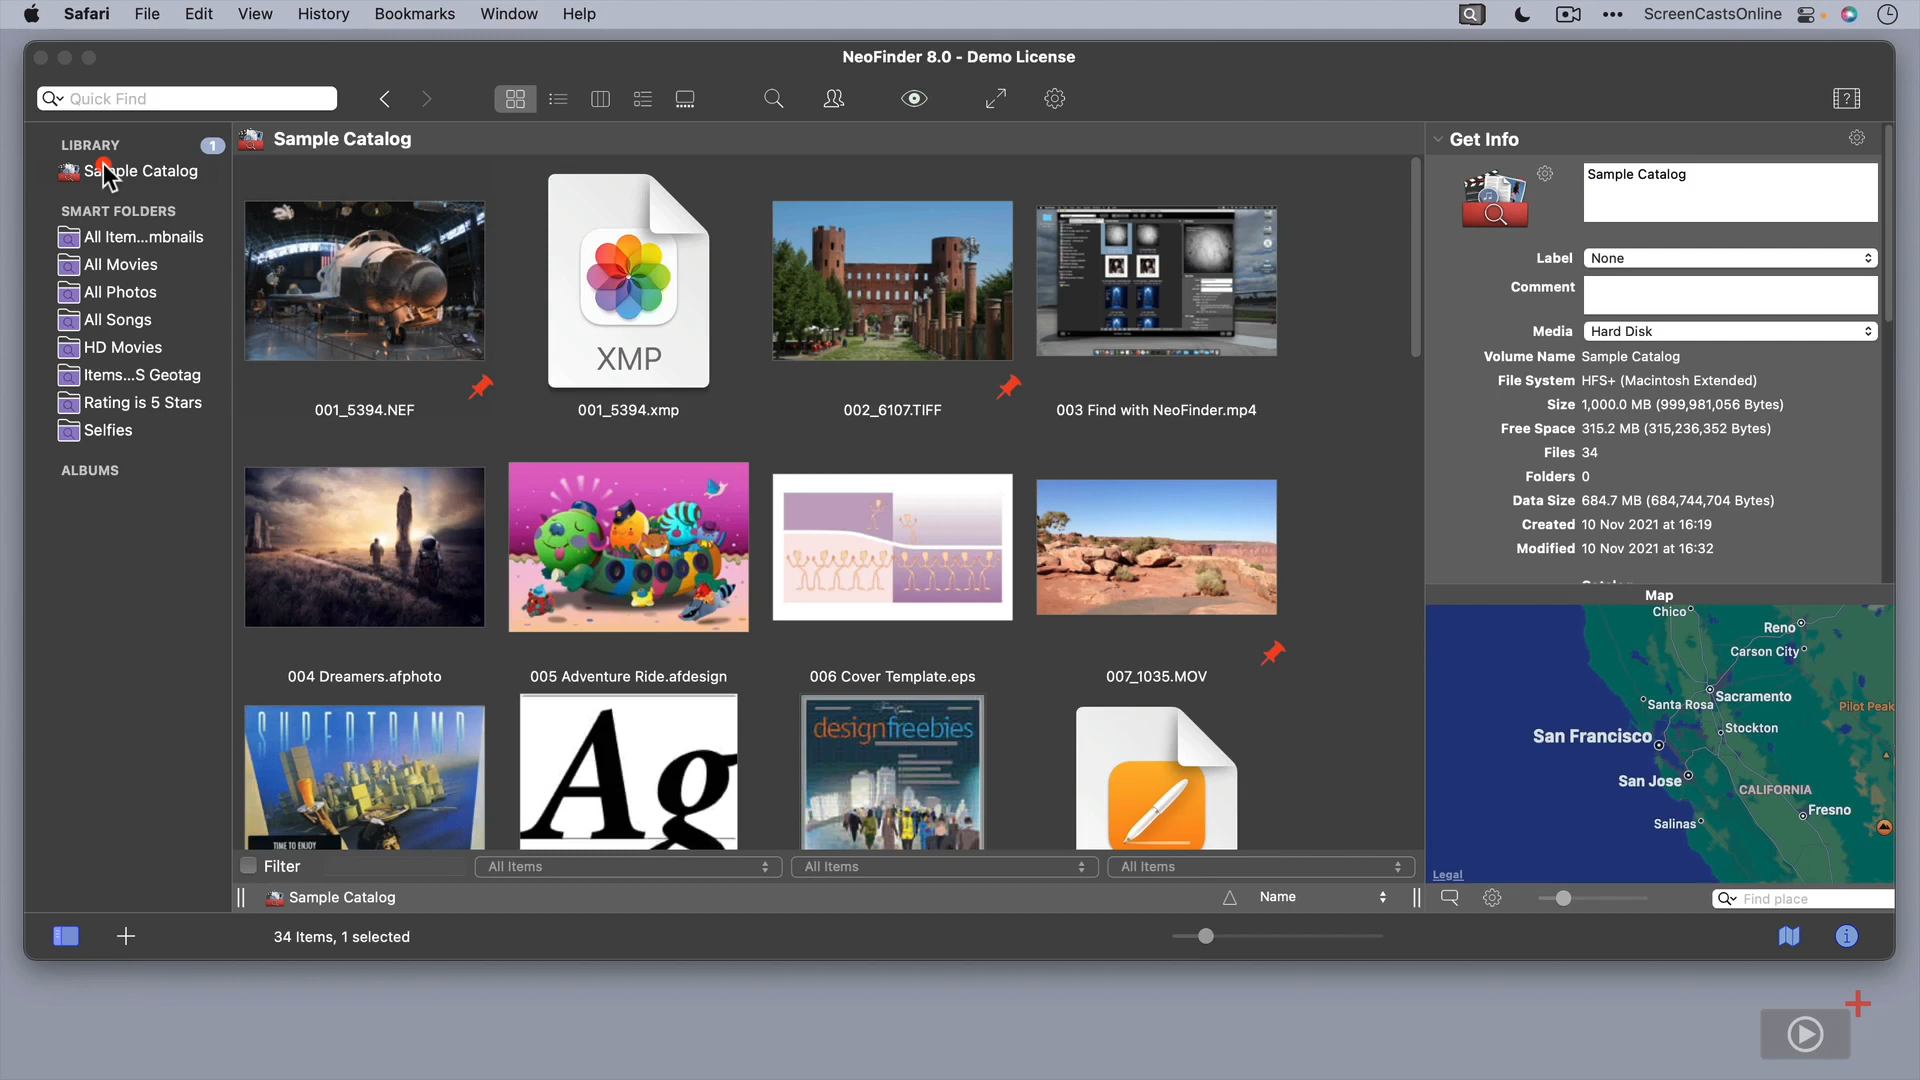 Safari File Edit View History Bookmarks Window Help
ScreenCastsOnline
NeoFinder 8.0 - Demo License
Quick Find
LIBRARY
1
Sample Catalog
SMART FOLDERS
All Item...mbnails
All Movies
All Photos
All Songs
HD Movies
Items...S Geotag
Rating is 5 Stars
Selfies
ALBUMS
Sample Catalog
XMP
001_5394.NEF
001_5394.xmp
002_6107.TIFF
003 Find with NeoFinder.mp4
004 Dreamers.afphoto
005 Adventure Ride.afdesign
006 Cover Template.eps
007_1035.MOV
SUPERTRAMP
TIME TO ENJOY
Ag
designfreebies
Filter
All Items
All Items
All Items
Sample Catalog
Name
34 Items, 1 selected
Get Info
Sample Catalog
Label None
Comment
Media Hard Disk
Volume Name Sample Catalog
File System HFS+ (Macintosh Extended)
Size 1,000.0 MB (999,981,056 Bytes)
Free Space 315.2 MB (315,236,352 Bytes)
Files 34
Folders 0
Data Size 684.7 MB (684,744,704 Bytes)
Created 10 Nov 2021 at 16:19
Modified 10 Nov 2021 at 16:32
Map
Chico
Reno
Carson City
Sacramento
Santa Rosa
Pilot Peak
Stockton
San Francisco
San Jose
CALIFORNIA
Fresno
Salinas
Legal
Find place